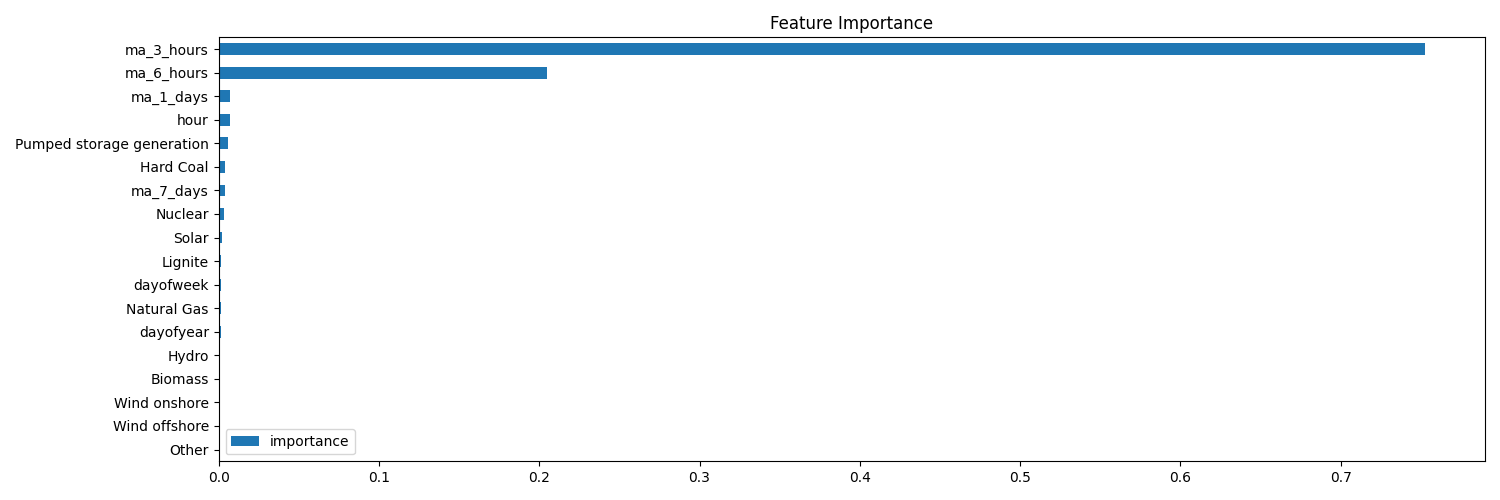 Feature Importance
ma_3_hours
ma_6_hours
ma_1_days
hour
Pumped storage generation
Hard Coal
ma_7_days
Nuclear
Solar
Lignite
dayofweek
Natural Gas
dayofyear
Hydro
Biomass
Wind onshore
Wind offshore
Other
importance
0.0 0.1 0.2 0.3 0.4 0.5 0.6 0.7